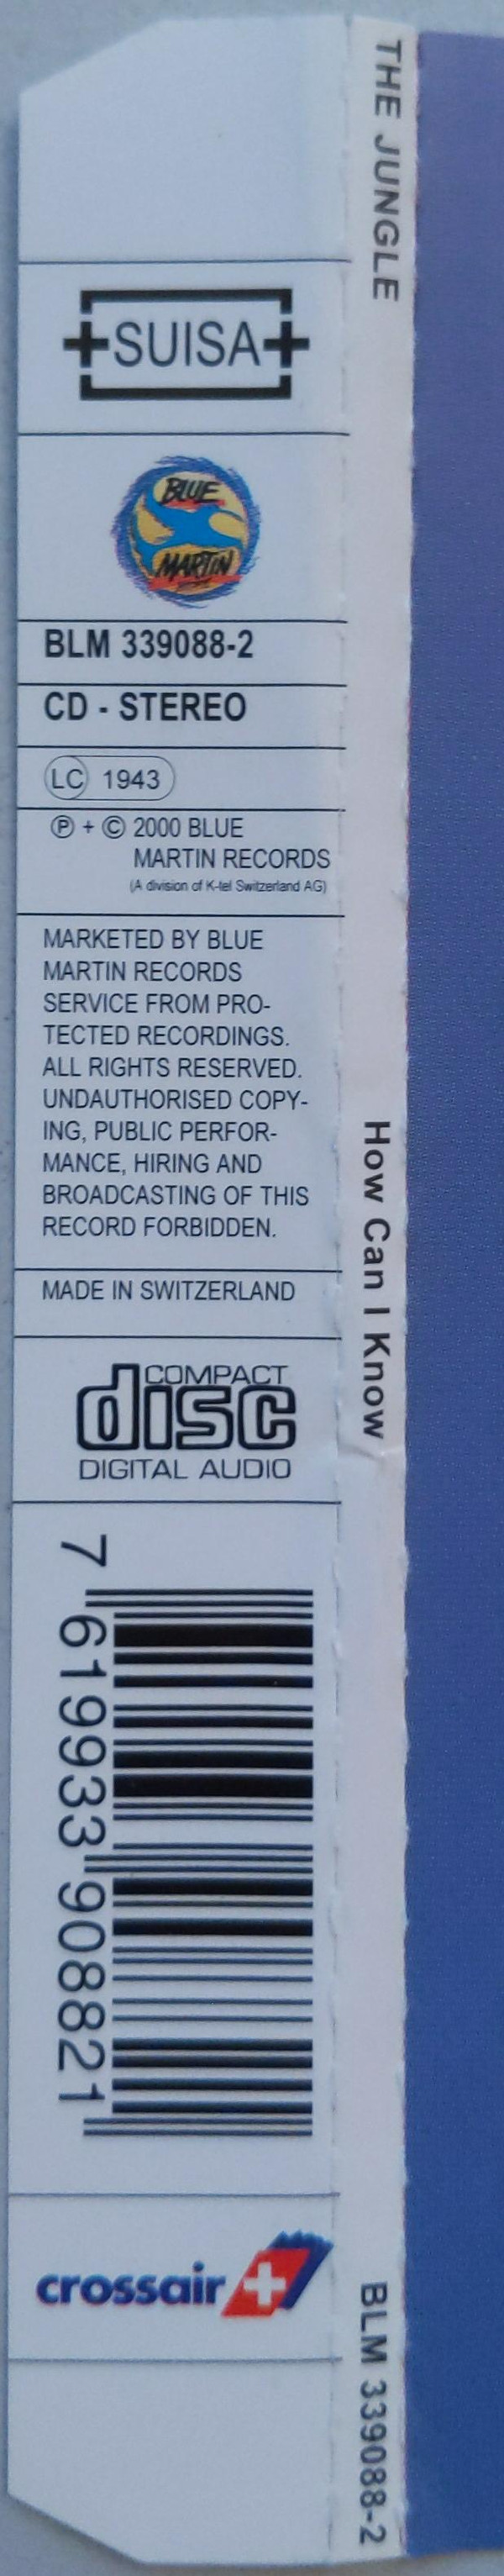 THE JUNGLE
How Can I Know
BLM 339088-2
SUISA
BLUE
MARTIN
BLM 339088-2
CD - STEREO
LC 1943
℗ + © 2000 BLUE
MARTIN RECORDS
(A division of K-tel Switzerland AG)
MARKETED BY BLUE
MARTIN RECORDS
SERVICE FROM PRO-
TECTED RECORDINGS.
ALL RIGHTS RESERVED.
UNDAUTHORISED COPY-
ING, PUBLIC PERFOR-
MANCE, HIRING AND
BROADCASTING OF THIS
RECORD FORBIDDEN.
MADE IN SWITZERLAND
COMPACT
disc
DIGITAL AUDIO
7 619933 908821
crossair